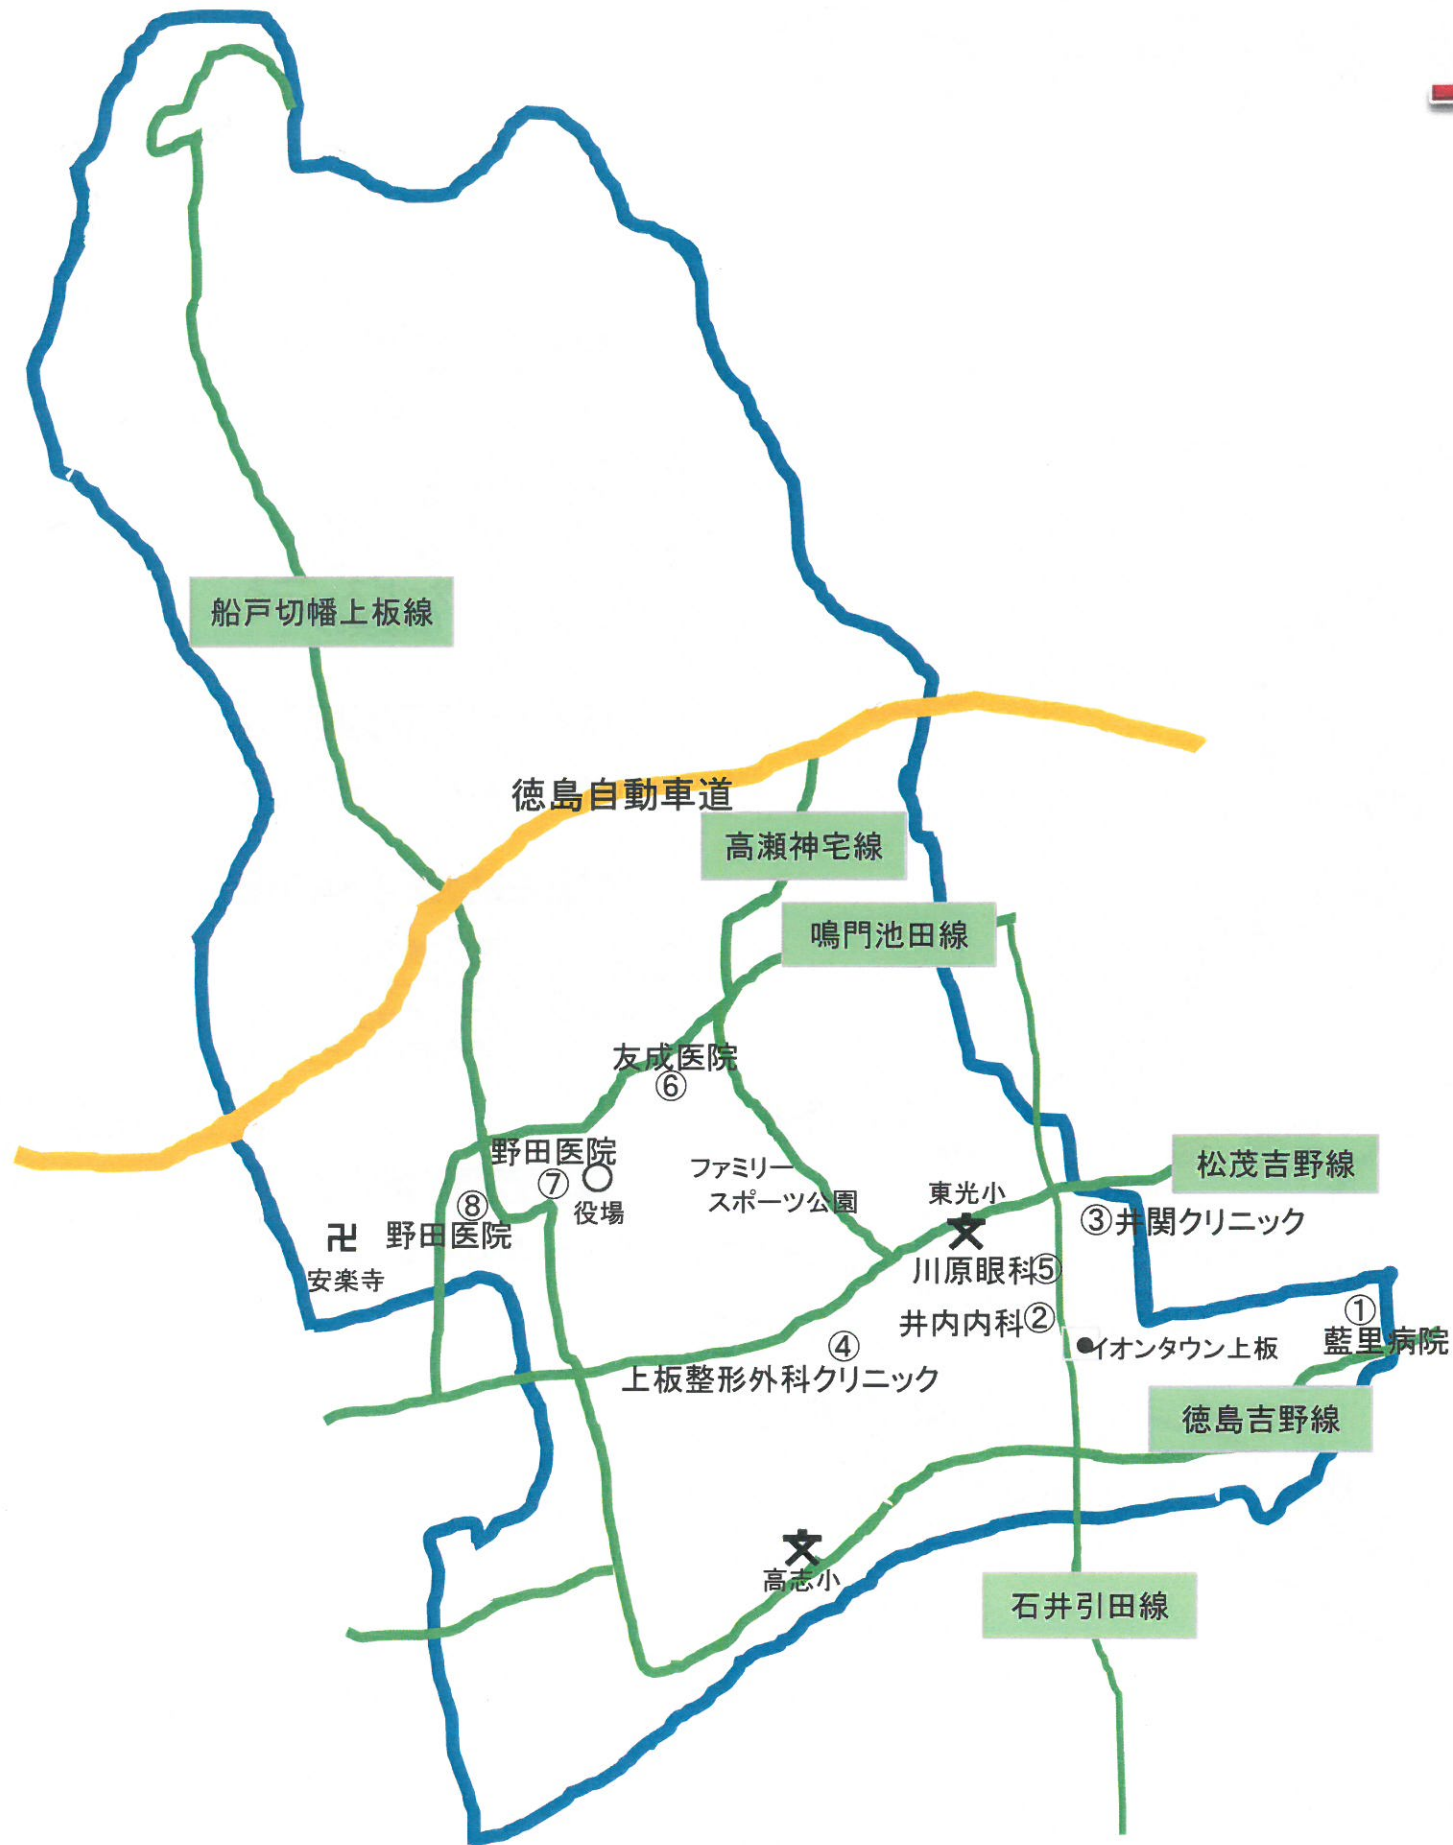 船戸切幡上板線
徳島自動車道
高瀬神宅線
鳴門池田線
友成医院
⑥
野田医院
⑦
役場
⑧
野田医院
卍
安楽寺
ファミリー
スポーツ公園
東光小
文
松茂吉野線
③井関クリニック
川原眼科⑤
井内内科②
イオンタウン上板
①
藍里病院
④
上板整形外科クリニック
徳島吉野線
文
高志小
石井引田線